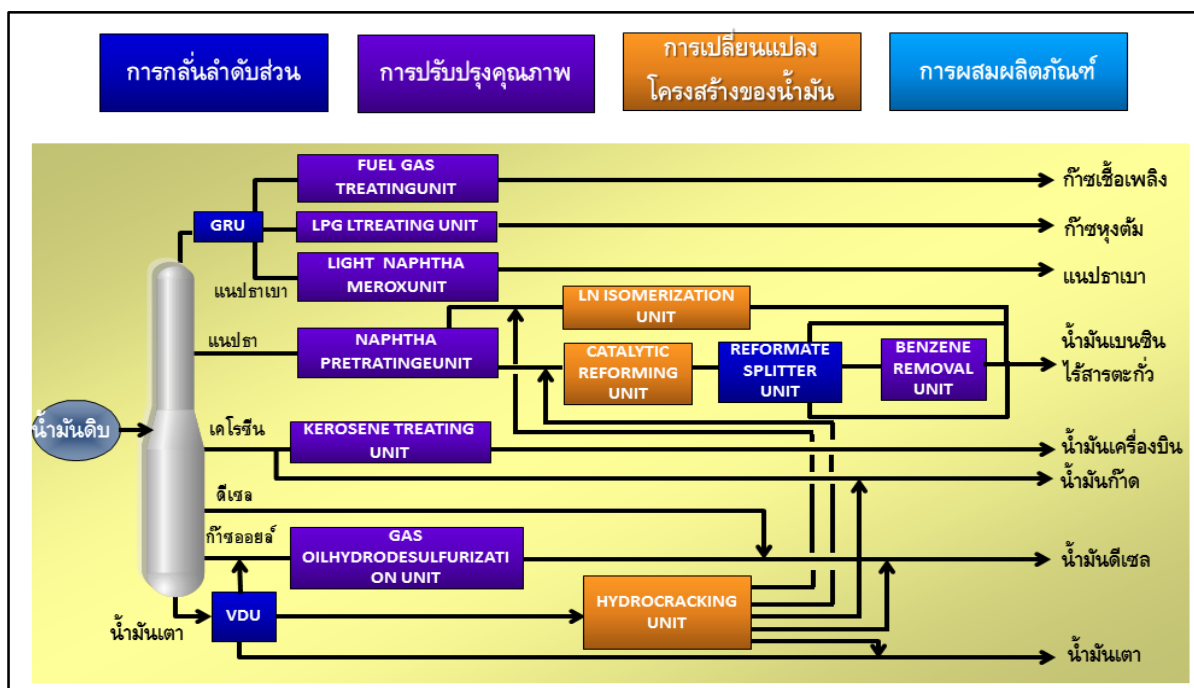 การกลั่นลำดับส่วน
การปรับปรุงคุณภาพ
การเปลี่ยนแปลง
โครงสร้างของน้ำมัน
การผสมผลิตภัณฑ์
FUEL GAS
TREATINGUNIT
ก๊าซเชื้อเพลิง
GRU
LPG LTREATING UNIT
ก๊าซหุงต้ม
LIGHT NAPHTHA
MEROXUNIT
แนปธาเบา
แนปธาเบา
LN ISOMERIZATION
UNIT
แนปธา
NAPHTHA
PRETRATINGEUNIT
CATALYTIC
REFORMING
UNIT
REFORMATE
SPLITTER
UNIT
BENZENE
REMOVAL
UNIT
น้ำมันเบนซิน
ไร้สารตะกั่ว
น้ำมันดิบ
เคโรซีน
KEROSENE TREATING
UNIT
น้ำมันเครื่องบิน
น้ำมันก๊าด
ดีเซล
ก๊าซออยล์
GAS
OILHYDRODESULFURIZATI
ON UNIT
น้ำมันดีเซล
VDU
HYDROCRACKING
UNIT
น้ำมันเตา
น้ำมันเตา